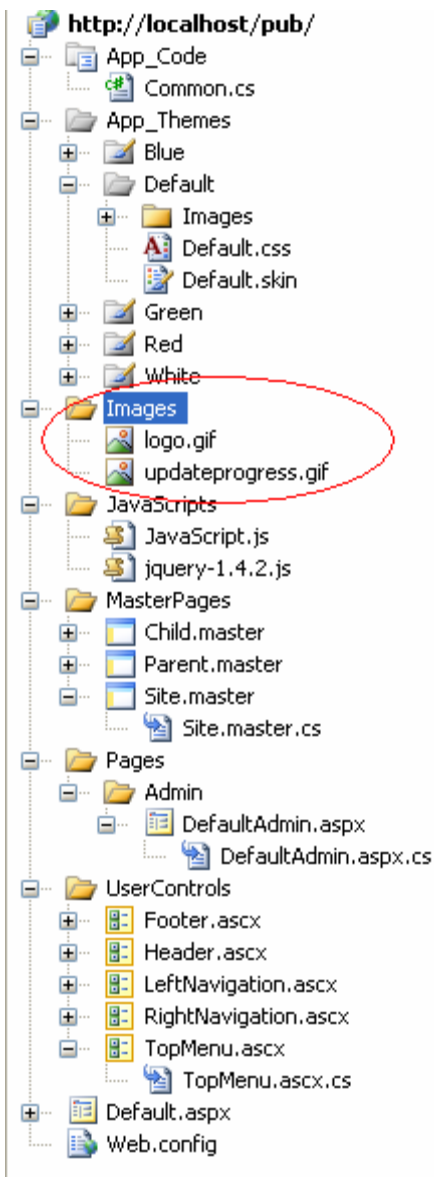 http://localhost/pub/
App_Code
Common.cs
App_Themes
Blue
Default
Images
Default.css
Default.skin
Green
Red
White
Images
logo.gif
updateprogress.gif
JavaScripts
JavaScript.js
jquery-1.4.2.js
MasterPages
Child.master
Parent.master
Site.master
Site.master.cs
Pages
Admin
DefaultAdmin.aspx
DefaultAdmin.aspx.cs
UserControls
Footer.ascx
Header.ascx
LeftNavigation.ascx
RightNavigation.ascx
TopMenu.ascx
TopMenu.ascx.cs
Default.aspx
Web.config